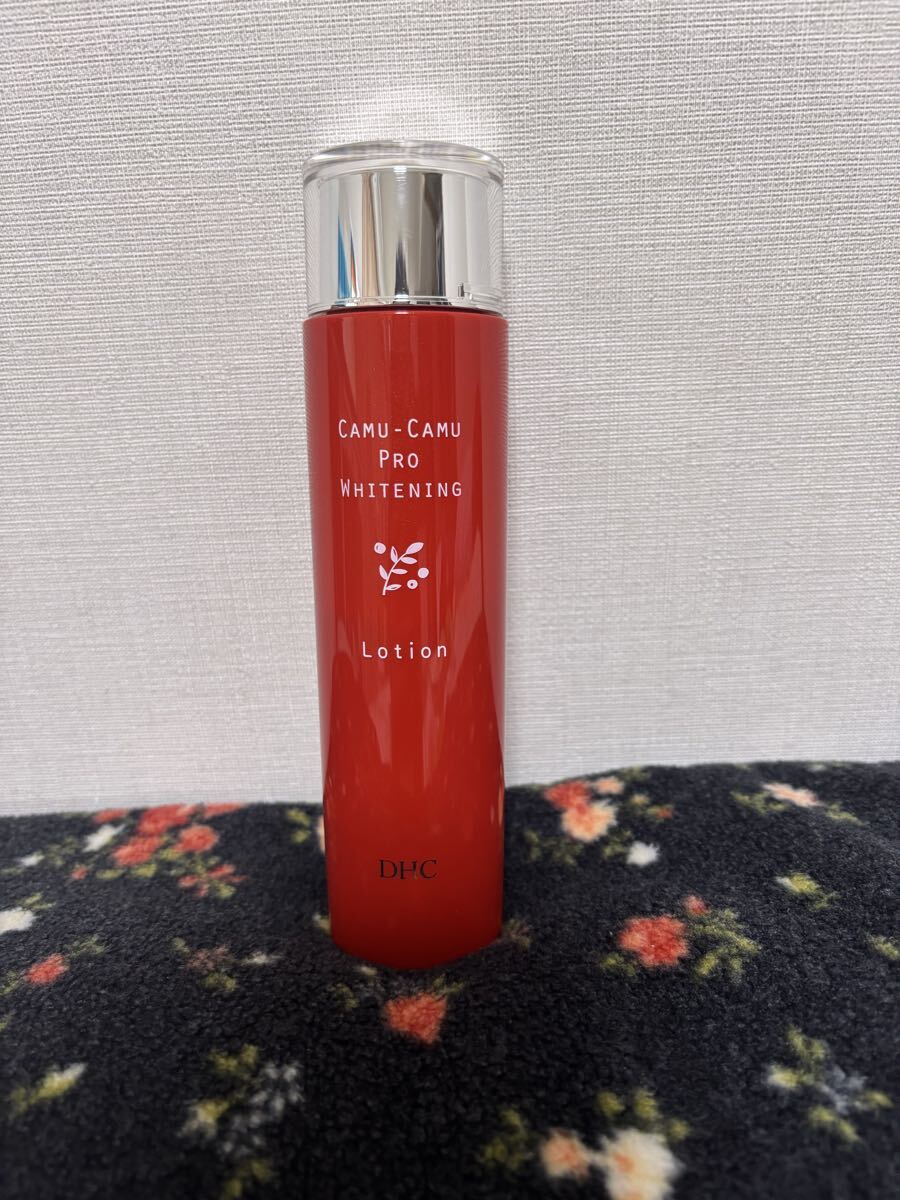 CAMU-CAMU
PRO
WHITENING
Lotion
DHC